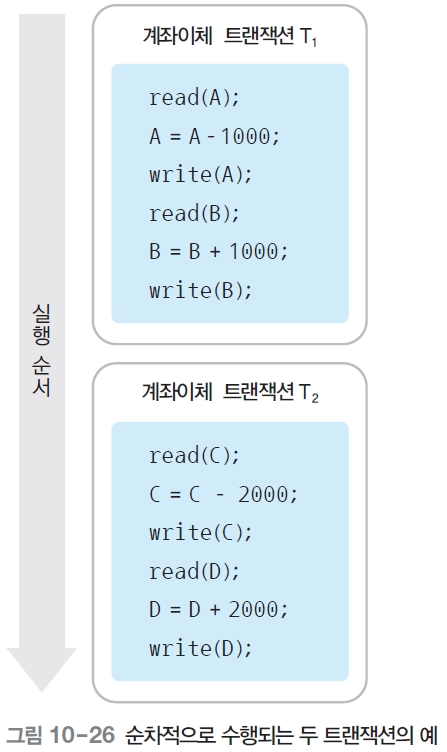 계좌이체 트랜잭션 T₁
read(A);
A = A - 1000;
write(A);
read(B);
B = B + 1000;
write(B);
실행 순서
계좌이체 트랜잭션 T₂
read(C);
C = C - 2000;
write(C);
read(D);
D = D + 2000;
write(D);
그림 10-26 순차적으로 수행되는 두 트랜잭션의 예